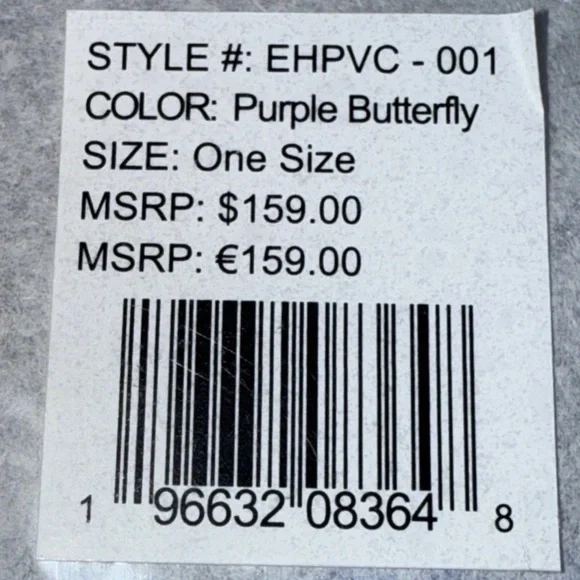 STYLE #: EHPVC - 001
COLOR: Purple Butterfly
SIZE: One Size
MSRP: $159.00
MSRP: €159.00
1 96632 08364 8